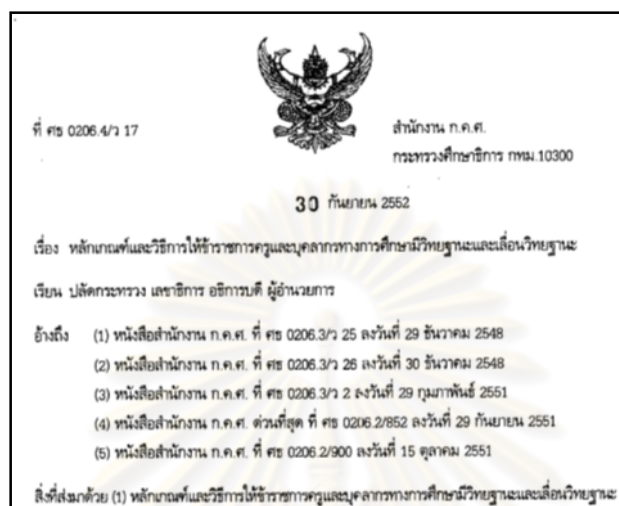 ที่ ศธ 0206.4/ว 17
สำนักงาน ก.ค.ศ.
กระทรวงศึกษาธิการ กทม.10300
30 กันยายน 2552
เรื่อง หลักเกณฑ์และวิธีการให้ข้าราชการครูและบุคลากรทางการศึกษามีวิทยฐานะและเลื่อนวิทยฐานะ
เรียน ปลัดกระทรวง เลขาธิการ อธิการบดี ผู้อำนวยการ
อ้างถึง (1) หนังสือสำนักงาน ก.ค.ศ. ที่ ศธ 0206.3/ว 25 ลงวันที่ 29 ธันวาคม 2548
(2) หนังสือสำนักงาน ก.ค.ศ. ที่ ศธ 0206.3/ว 26 ลงวันที่ 30 ธันวาคม 2548
(3) หนังสือสำนักงาน ก.ค.ศ. ที่ ศธ 0206.3/ว 2 ลงวันที่ 29 กุมภาพันธ์ 2551
(4) หนังสือสำนักงาน ก.ค.ศ. ด่วนที่สุด ที่ ศธ 0206.2/852 ลงวันที่ 29 กันยายน 2551
(5) หนังสือสำนักงาน ก.ค.ศ. ที่ ศธ 0206.2/900 ลงวันที่ 15 ตุลาคม 2551
สิ่งที่ส่งมาด้วย (1) หลักเกณฑ์และวิธีการให้ข้าราชการครูและบุคลากรทางการศึกษามีวิทยฐานะและเลื่อนวิทยฐานะ